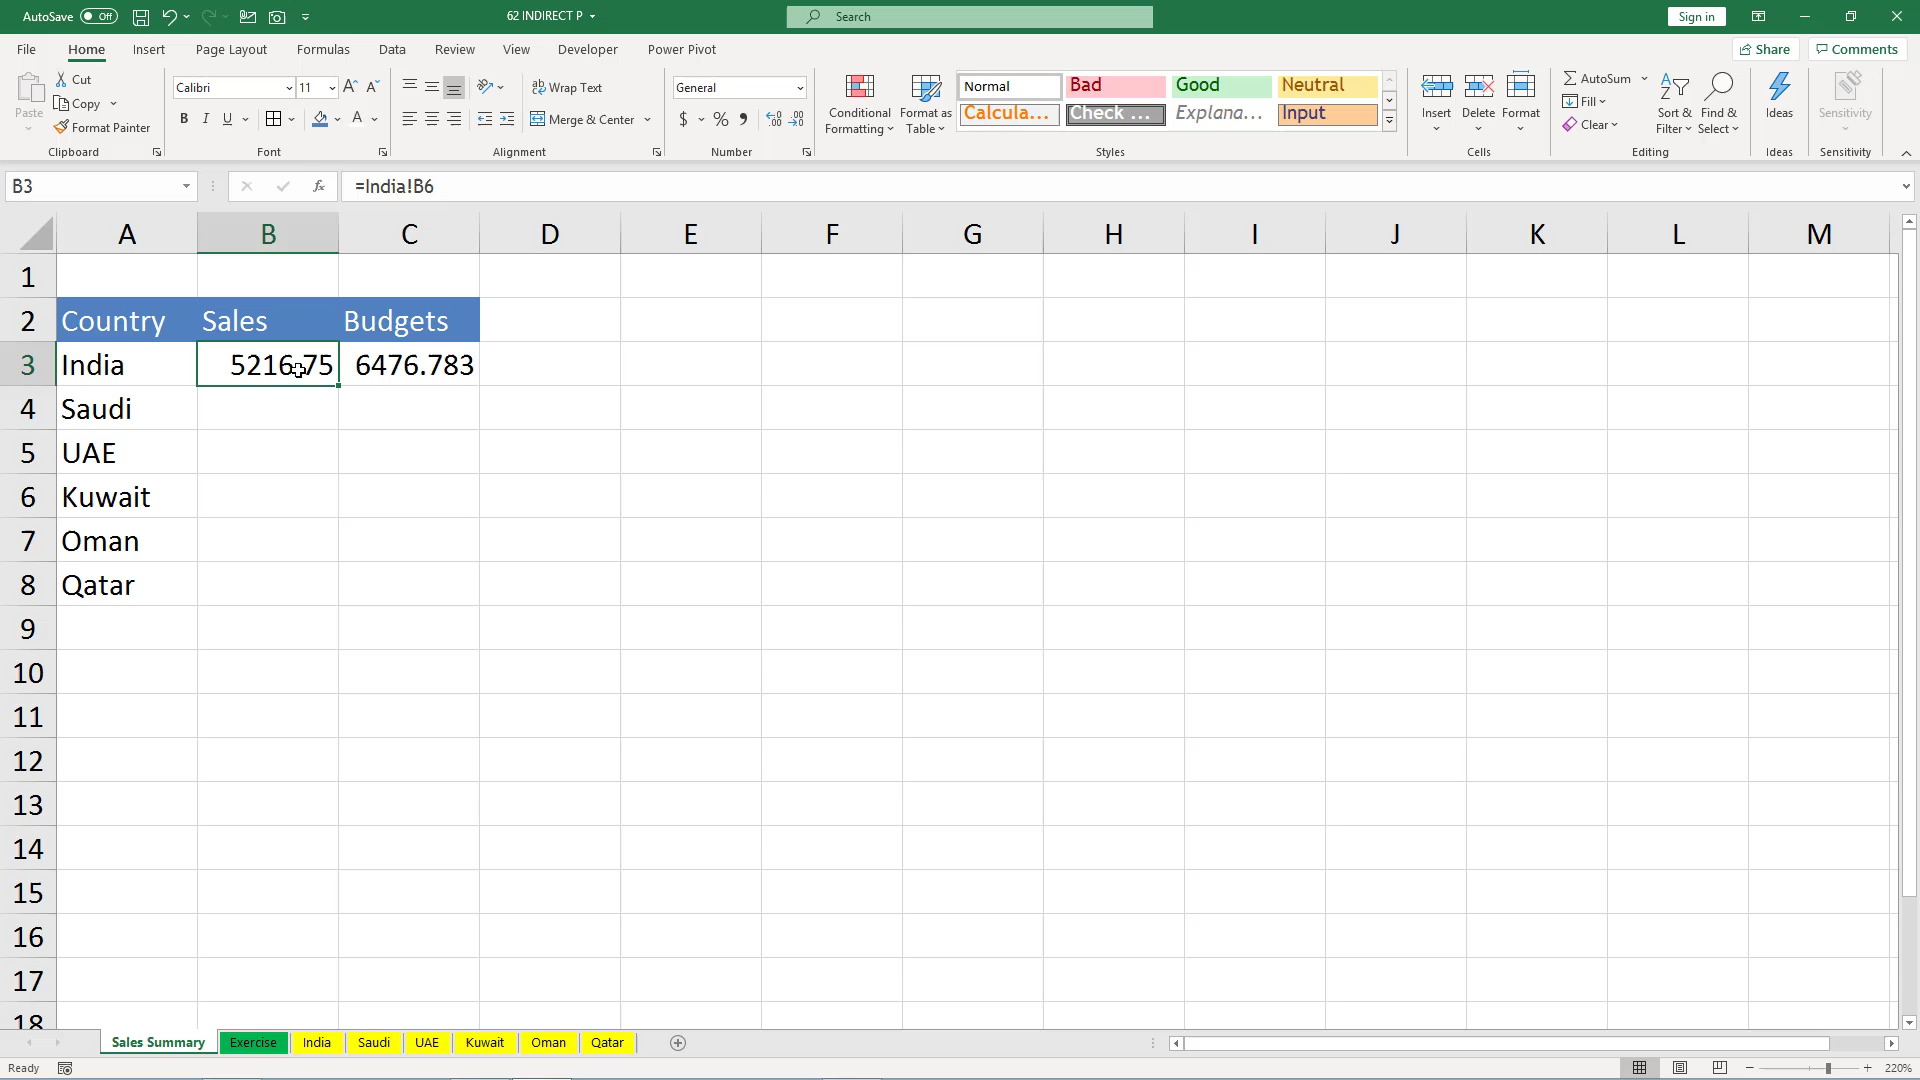 AutoSave Off
62 INDIRECT P
Search
Sign in
File Home Insert Page Layout Formulas Data Review View Developer Power Pivot
Share Comments
Paste
Cut
Copy
Format Painter
Clipboard
Calibri 11
B I U A
Font
Wrap Text
Merge & Center
Alignment
General
$ % ,
Number
Conditional Formatting
Format as Table
Normal Bad Good Neutral
Calcula... Check ... Explana... Input
Styles
Insert Delete Format
Cells
AutoSum
Fill
Clear
Sort & Filter
Find & Select
Editing
Ideas
Ideas
Sensitivity
Sensitivity
B3 fx =India!B6
A B C D E F G H I J K L M
1
2 Country Sales Budgets
3 India 5216.75 6476.783
4 Saudi
5 UAE
6 Kuwait
7 Oman
8 Qatar
9
10
11
12
13
14
15
16
17
18
Sales Summary Exercise India Saudi UAE Kuwait Oman Qatar
Ready
220%